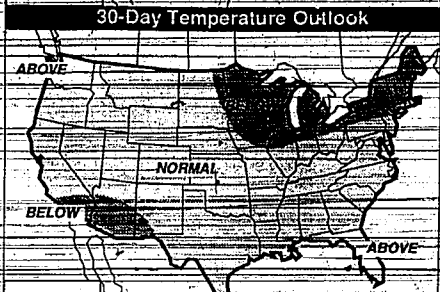 30-Day Temperature Outlook
ABOVE
NORMAL
BELOW
ABOVE